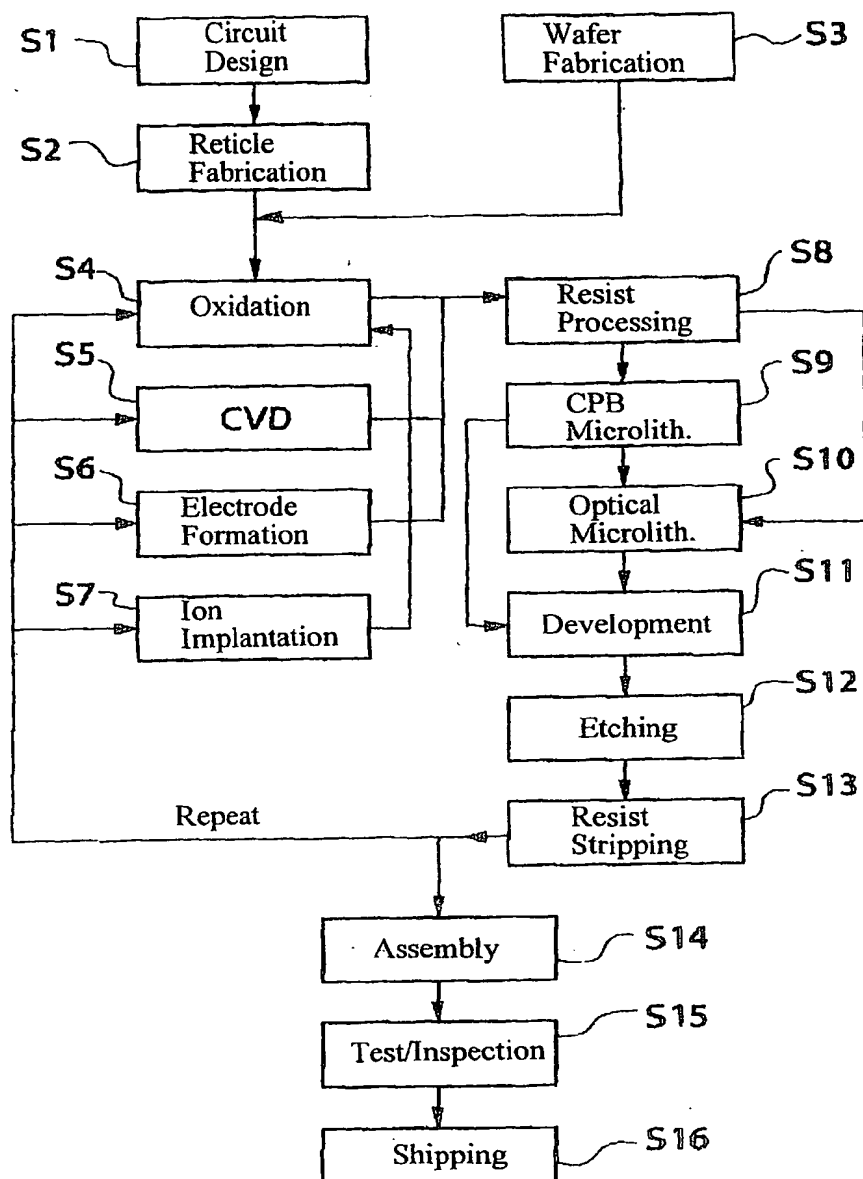 S1
Circuit
Design
Wafer
Fabrication
S3
S2
Reticle
Fabrication
S4
Oxidation
S8
Resist
Processing
S5
CVD
S9
CPB
Microlith.
S6
Electrode
Formation
S10
Optical
Microlith.
S7
Ion
Implantation
S11
Development
S12
Etching
S13
Resist
Stripping
Repeat
Assembly
S14
Test/Inspection
S15
Shipping
S16